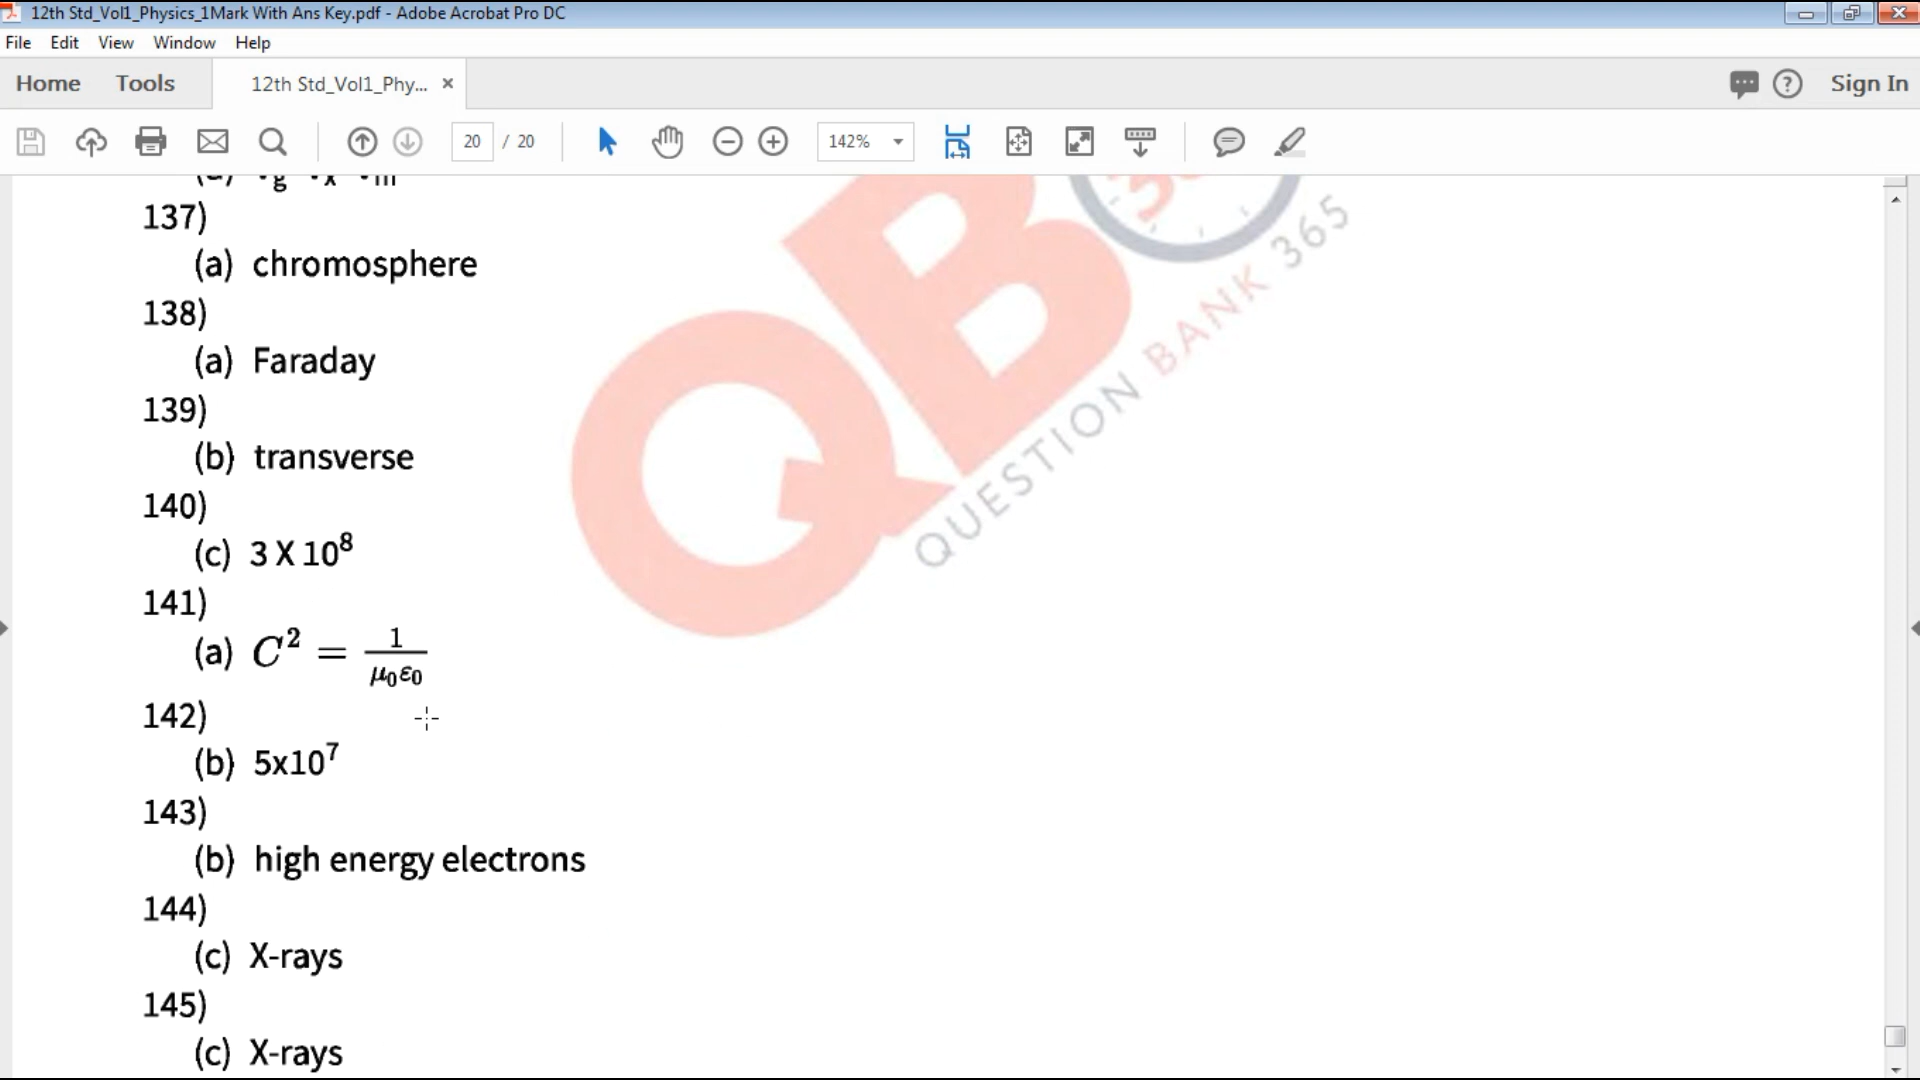 12th Std_Vol1_Physics_1Mark With Ans Key.pdf - Adobe Acrobat Pro DC
File Edit View Window Help
Home Tools 12th Std_Vol1_Phy... × Sign In
20 / 20 142%
137)
(a) chromosphere
138)
(a) Faraday
139)
(b) transverse
140)
(c) 3 X 10⁸
141)
(a) C² = 1/μ₀ε₀
142)
(b) 5x10⁷
143)
(b) high energy electrons
144)
(c) X-rays
145)
(c) X-rays
QB
QUESTION BANK 365